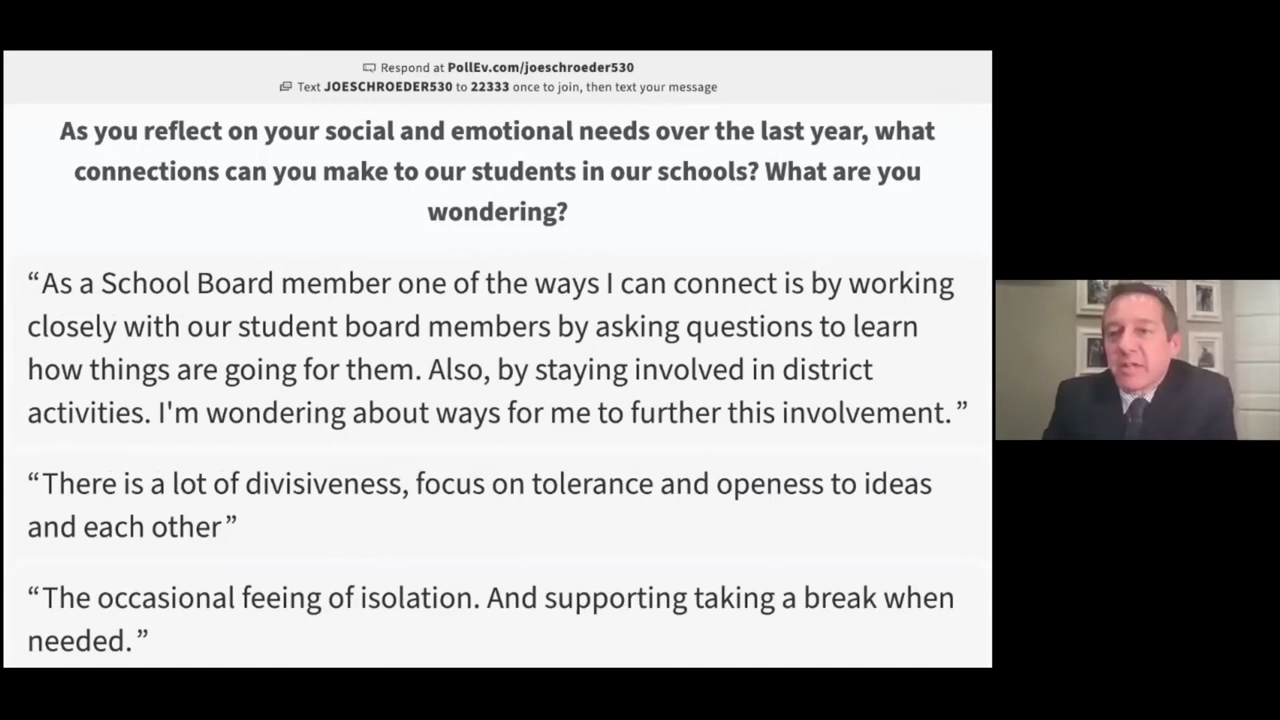 Respond at PollEv.com/joeschroeder530
Text JOESCHROEDER530 to 22333 once to join, then text your message
As you reflect on your social and emotional needs over the last year, what
connections can you make to our students in our schools? What are you
wondering?
“As a School Board member one of the ways I can connect is by working
closely with our student board members by asking questions to learn
how things are going for them. Also, by staying involved in district
activities. I'm wondering about ways for me to further this involvement. ”
“There is a lot of divisiveness, focus on tolerance and openess to ideas
and each other”
“The occasional feeing of isolation. And supporting taking a break when
needed. ”